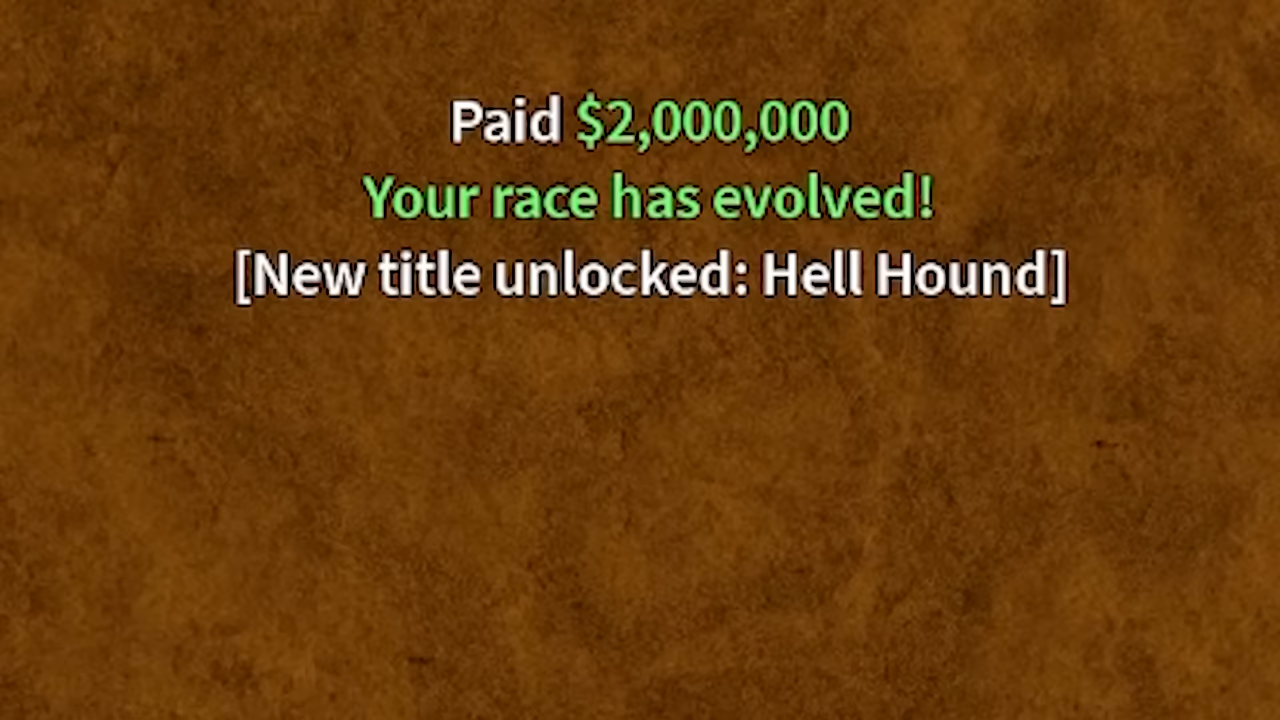 Paid $2,000,000
Your race has evolved!
[New title unlocked: Hell Hound]